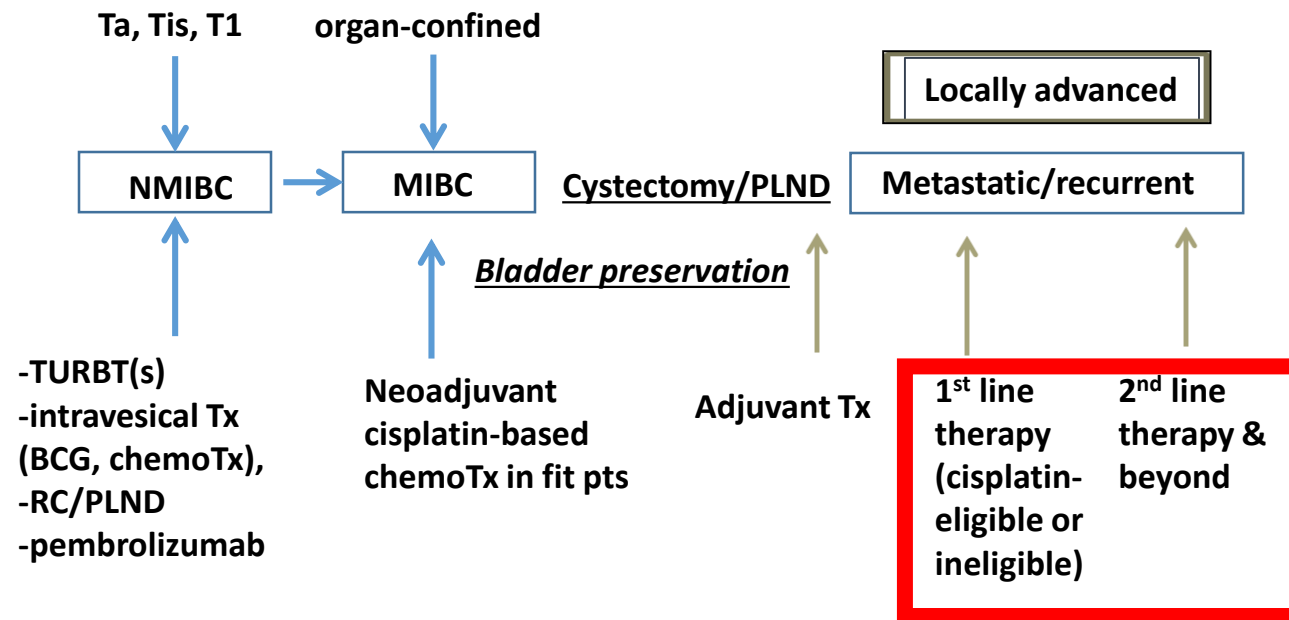 Ta, Tis, T1
organ-confined
Locally advanced
NMIBC
MIBC
Cystectomy/PLND
Metastatic/recurrent
Bladder preservation
-TURBT(s)
-intravesical Tx
(BCG, chemoTx),
-RC/PLND
-pembrolizumab
Neoadjuvant
cisplatin-based
chemoTx in fit pts
Adjuvant Tx
1st line
therapy
(cisplatin-
eligible or
ineligible)
2nd line
therapy &
beyond